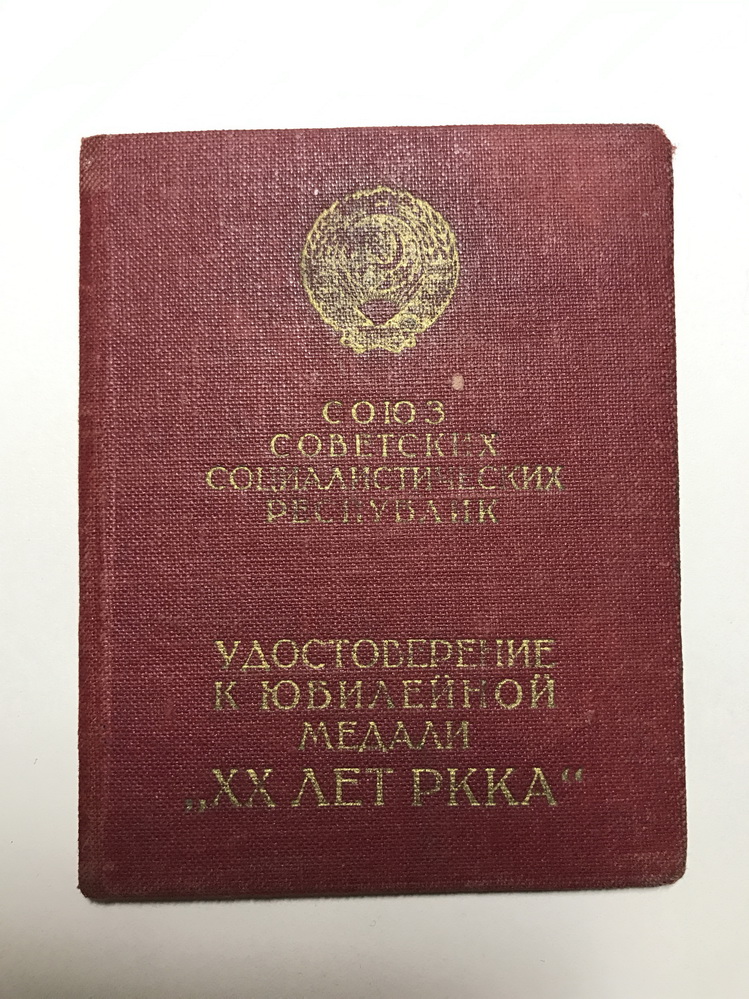 СОЮЗ
СОВЕТСКИХ
СОЦИАЛИСТИЧЕСКИХ
РЕСПУБЛИК
УДОСТОВЕРЕНИЕ
К ЮБИЛЕЙНОЙ
МЕДАЛИ
„XX ЛЕТ РККА“